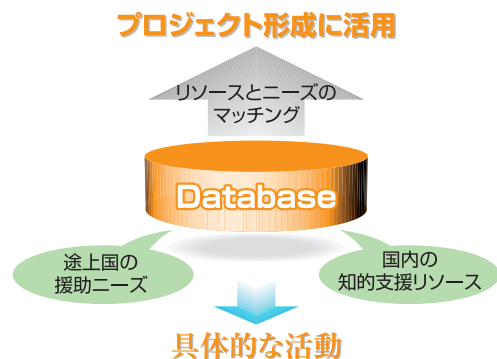 プロジェクト形成に活用
リソースとニーズの
マッチング
Database
途上国の
援助ニーズ
国内の
知的支援リソース
具体的な活動